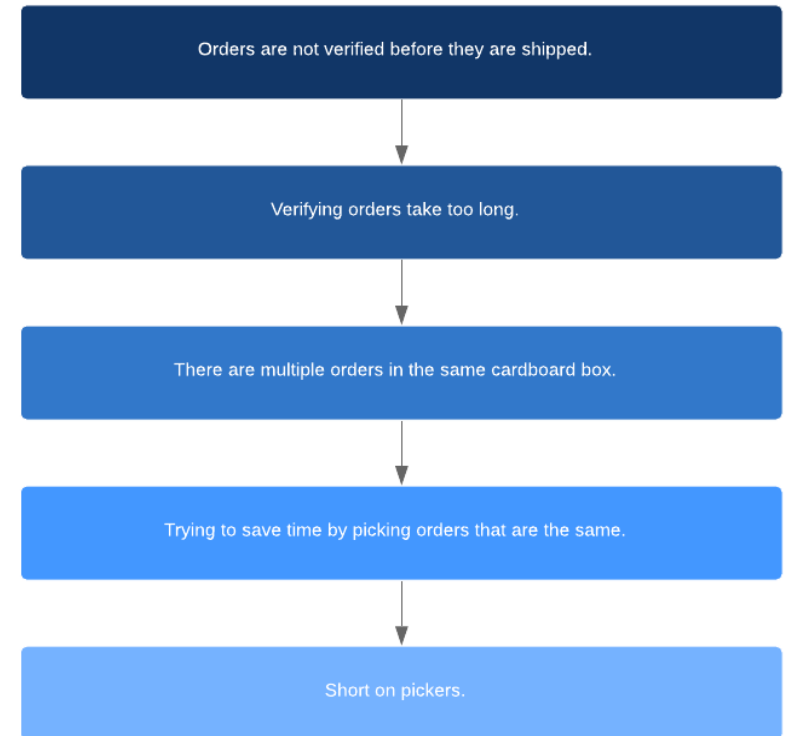 Orders are not verified before they are shipped.
Verifying orders take too long.
There are multiple orders in the same cardboard box.
Trying to save time by picking orders that are the same.
Short on pickers.